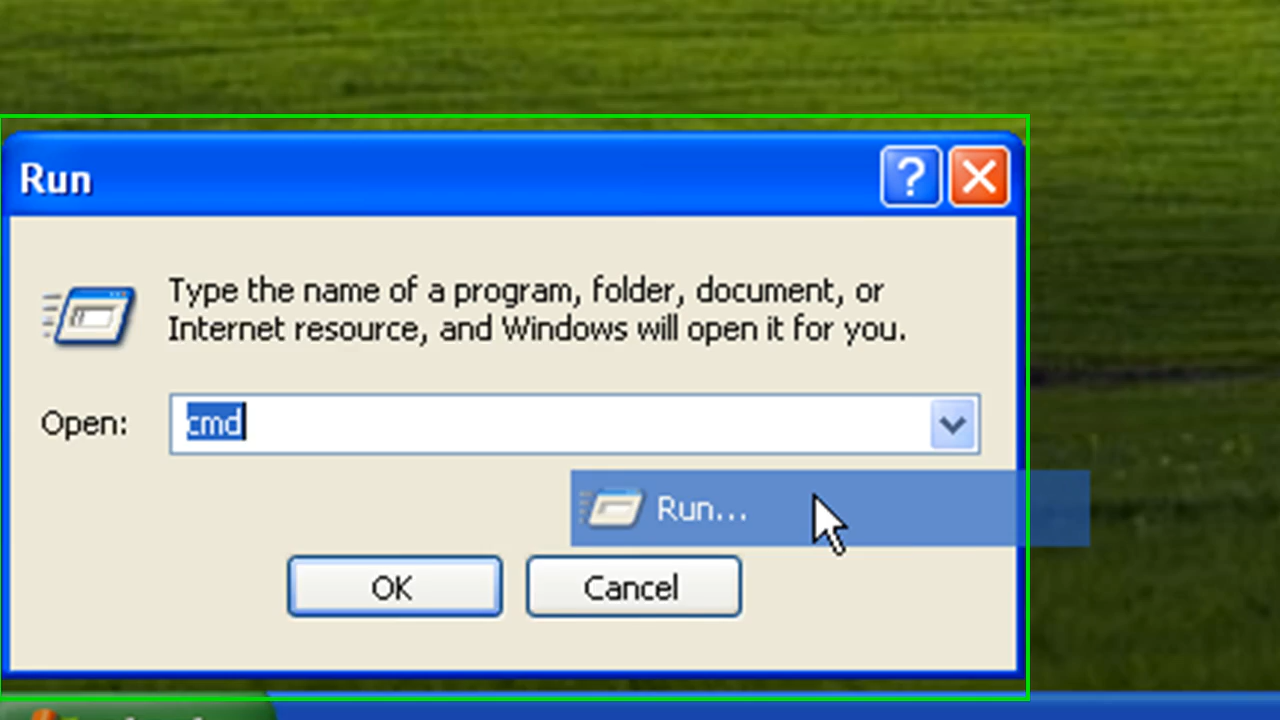 Run
Type the name of a program, folder, document, or
Internet resource, and Windows will open it for you.
Open:
cmd
Run...
OK
Cancel